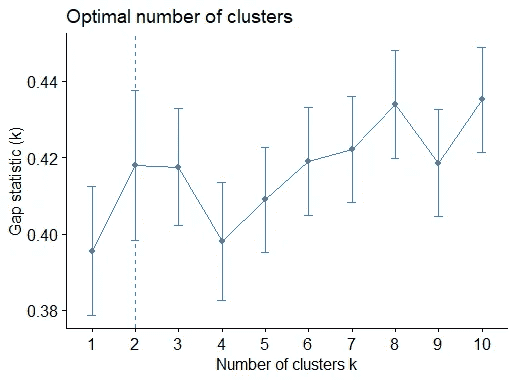 Optimal number of clusters
Gap statistic (k)
0.44
0.42
0.40
0.38
1 2 3 4 5 6 7 8 9 10
Number of clusters k